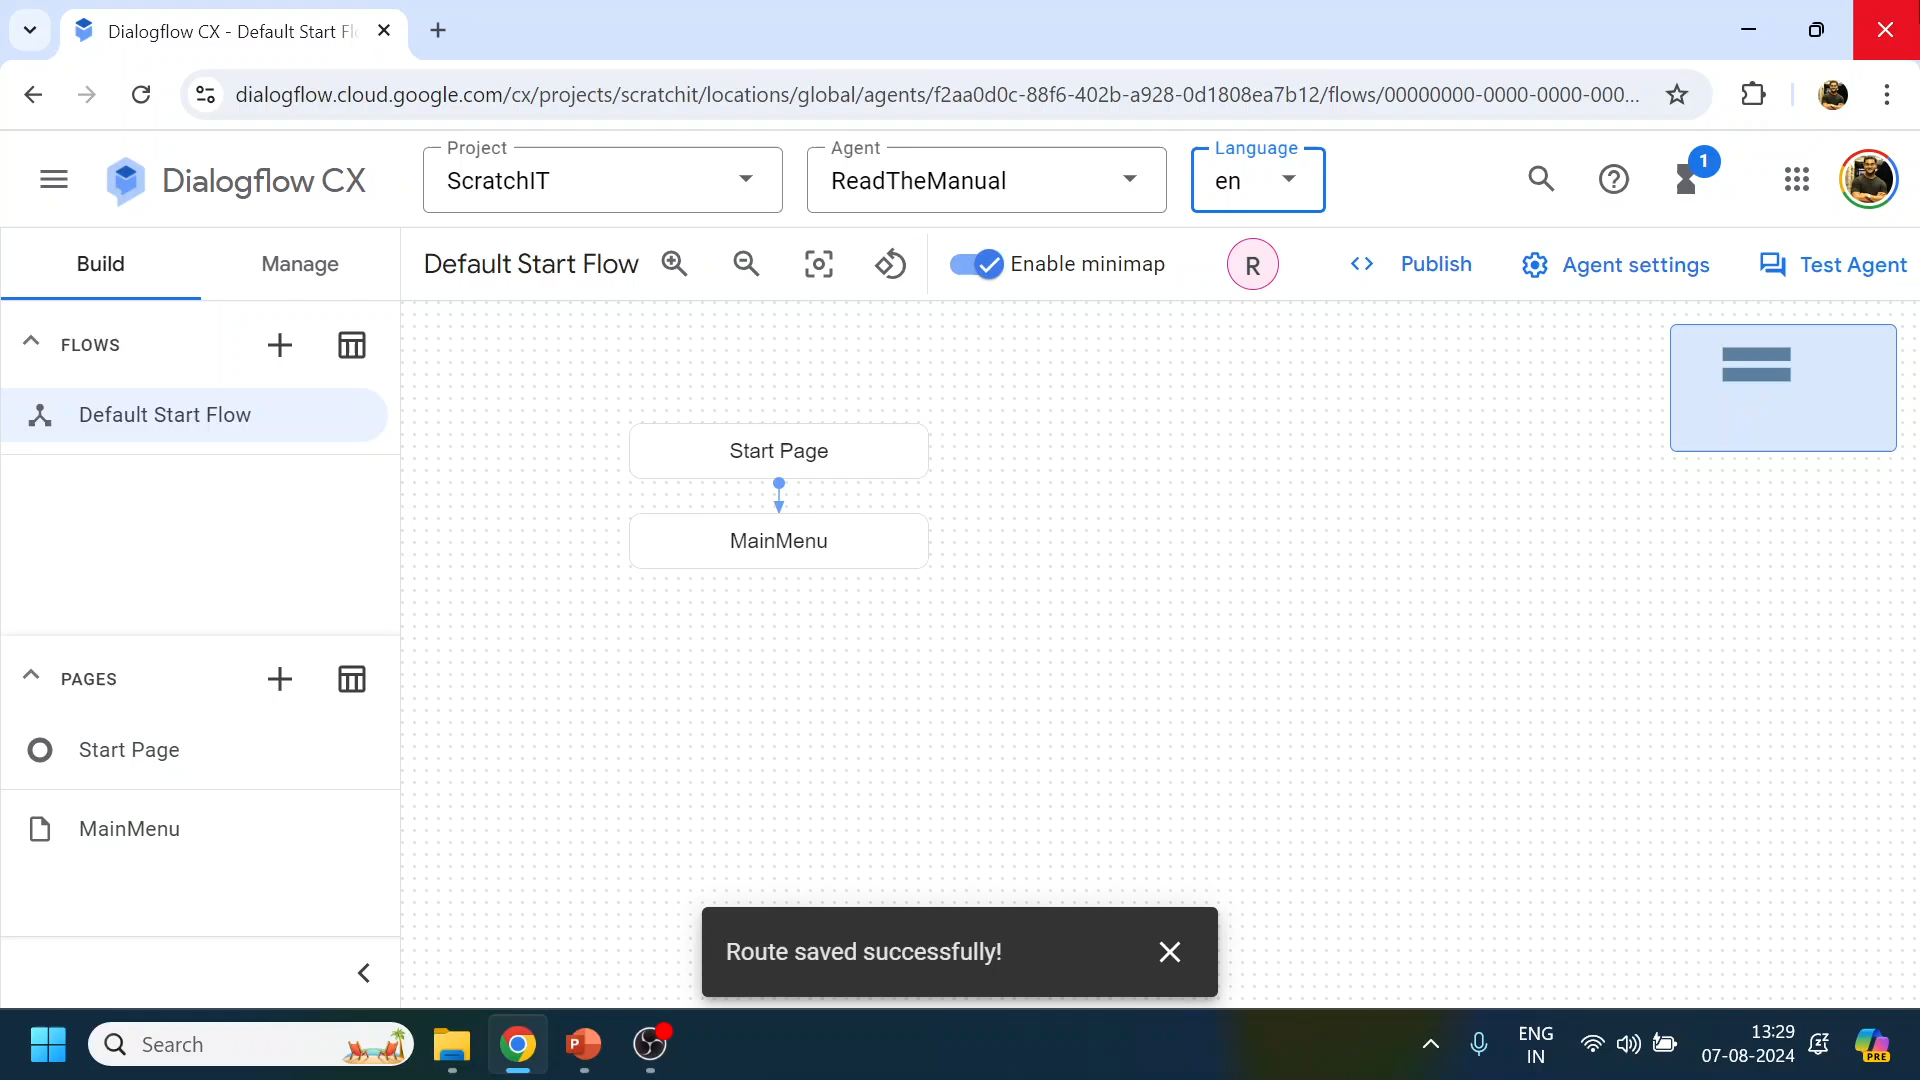 Dialogflow CX - Default Start Fl
dialogflow.cloud.google.com/cx/projects/scratchit/locations/global/agents/f2aa0d0c-88f6-402b-a928-0d1808ea7b12/flows/00000000-0000-0000-000...
Dialogflow CX
Project
ScratchIT
Agent
ReadTheManual
Language
en
1
Build
Manage
Default Start Flow
Enable minimap
R
Publish
Agent settings
Test Agent
FLOWS
Default Start Flow
Start Page
MainMenu
PAGES
Start Page
MainMenu
Route saved successfully!
Search
P
ENG
IN
13:29
07-08-2024
PRE